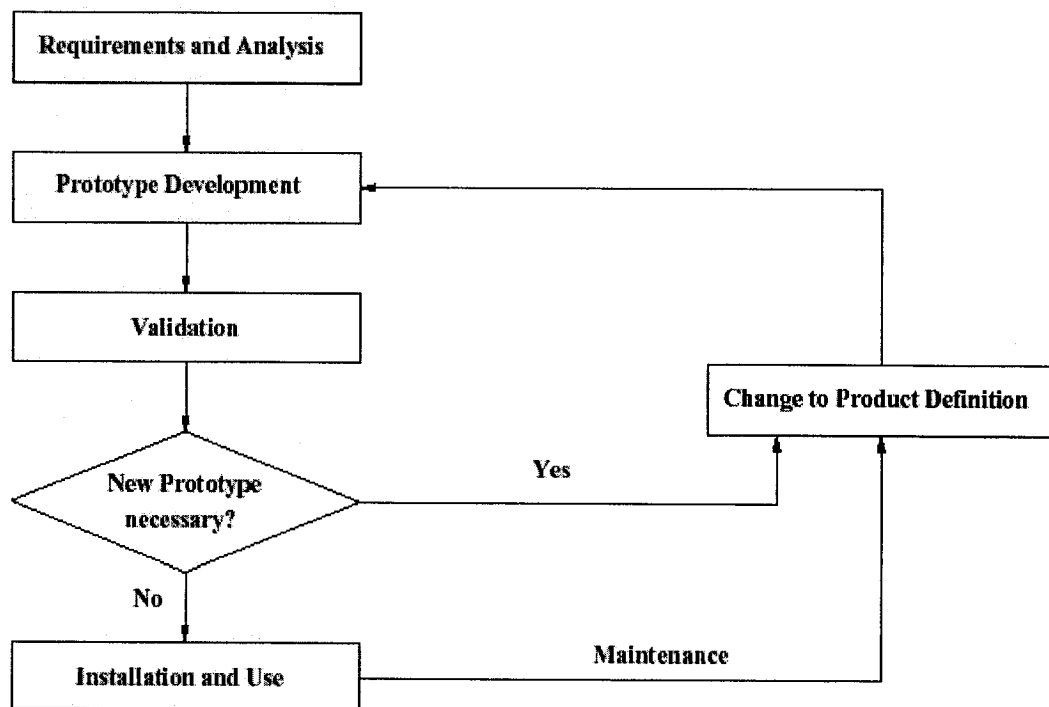 Requirements and Analysis
Prototype Development
Validation
Change to Product Definition
New Prototype
necessary?
Yes
No
Installation and Use
Maintenance